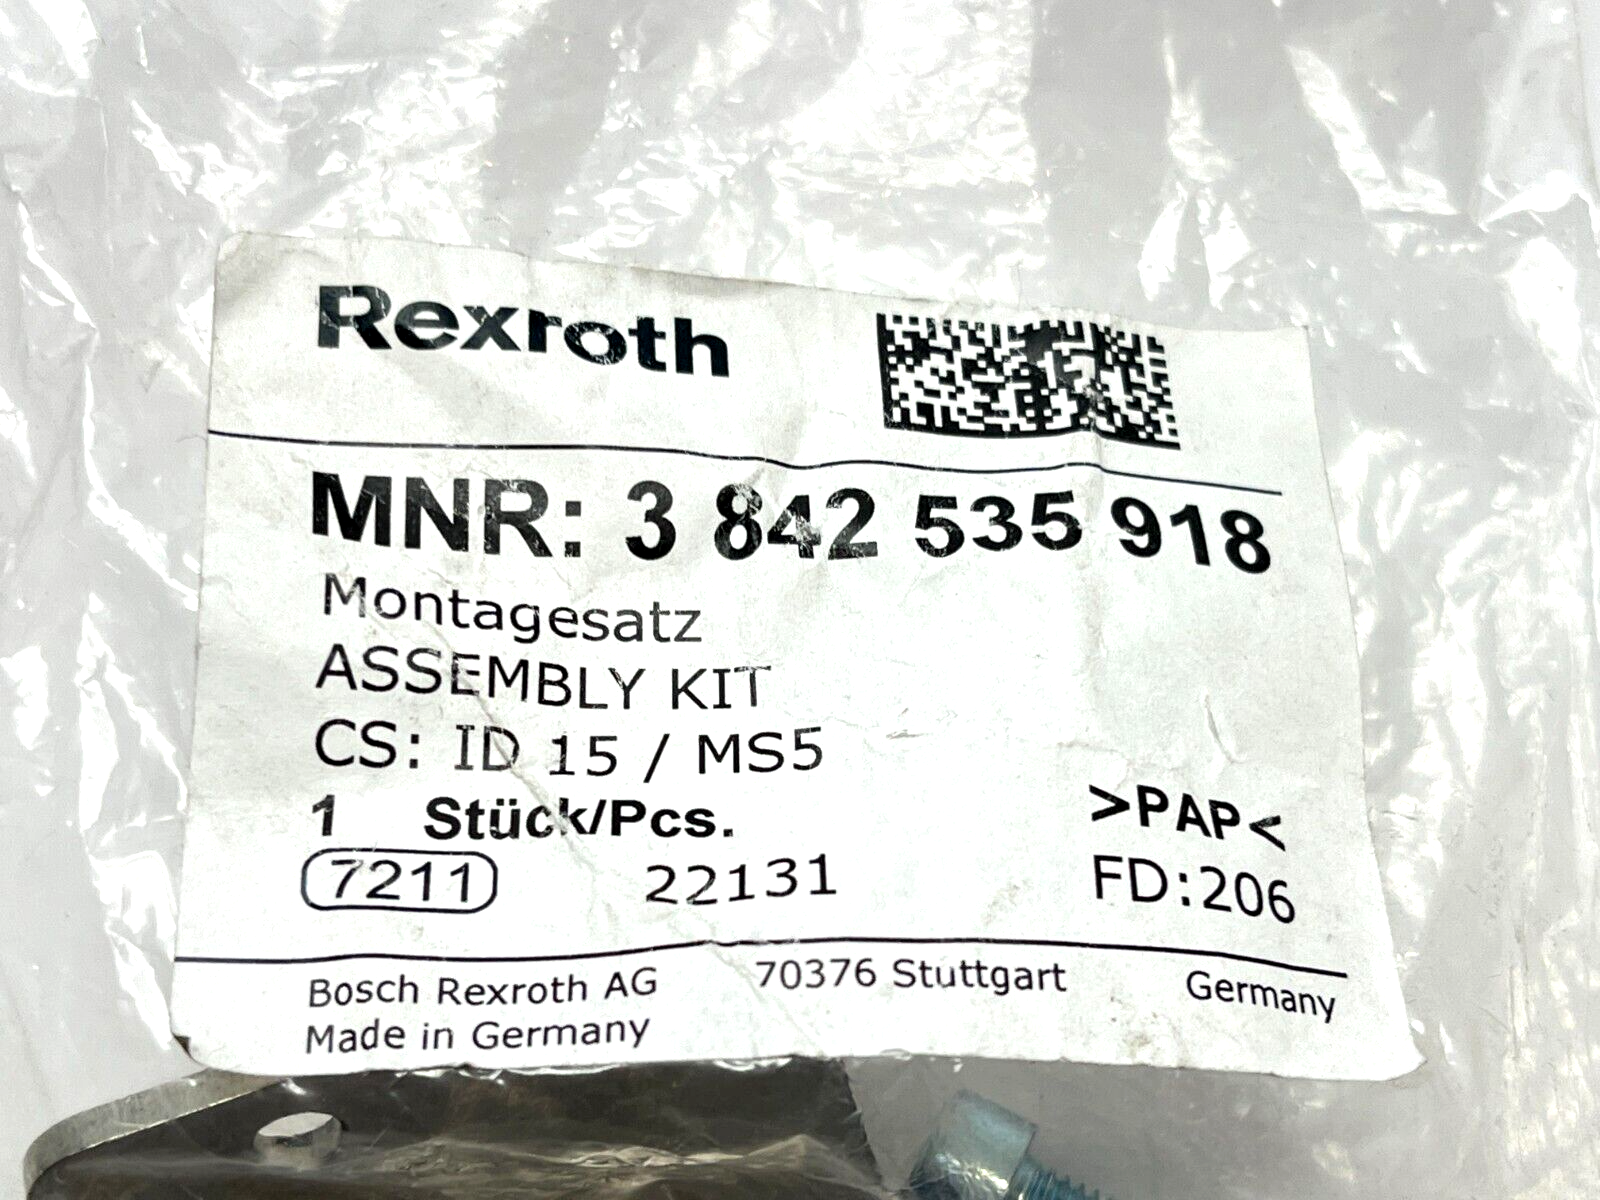 Rexroth
MNR: 3 842 535 918
Montagesatz
ASSEMBLY KIT
CS: ID 15 / MS5
1 Stück/Pcs. >PAP<
7211 22131 FD:206
Bosch Rexroth AG 70376 Stuttgart Germany
Made in Germany